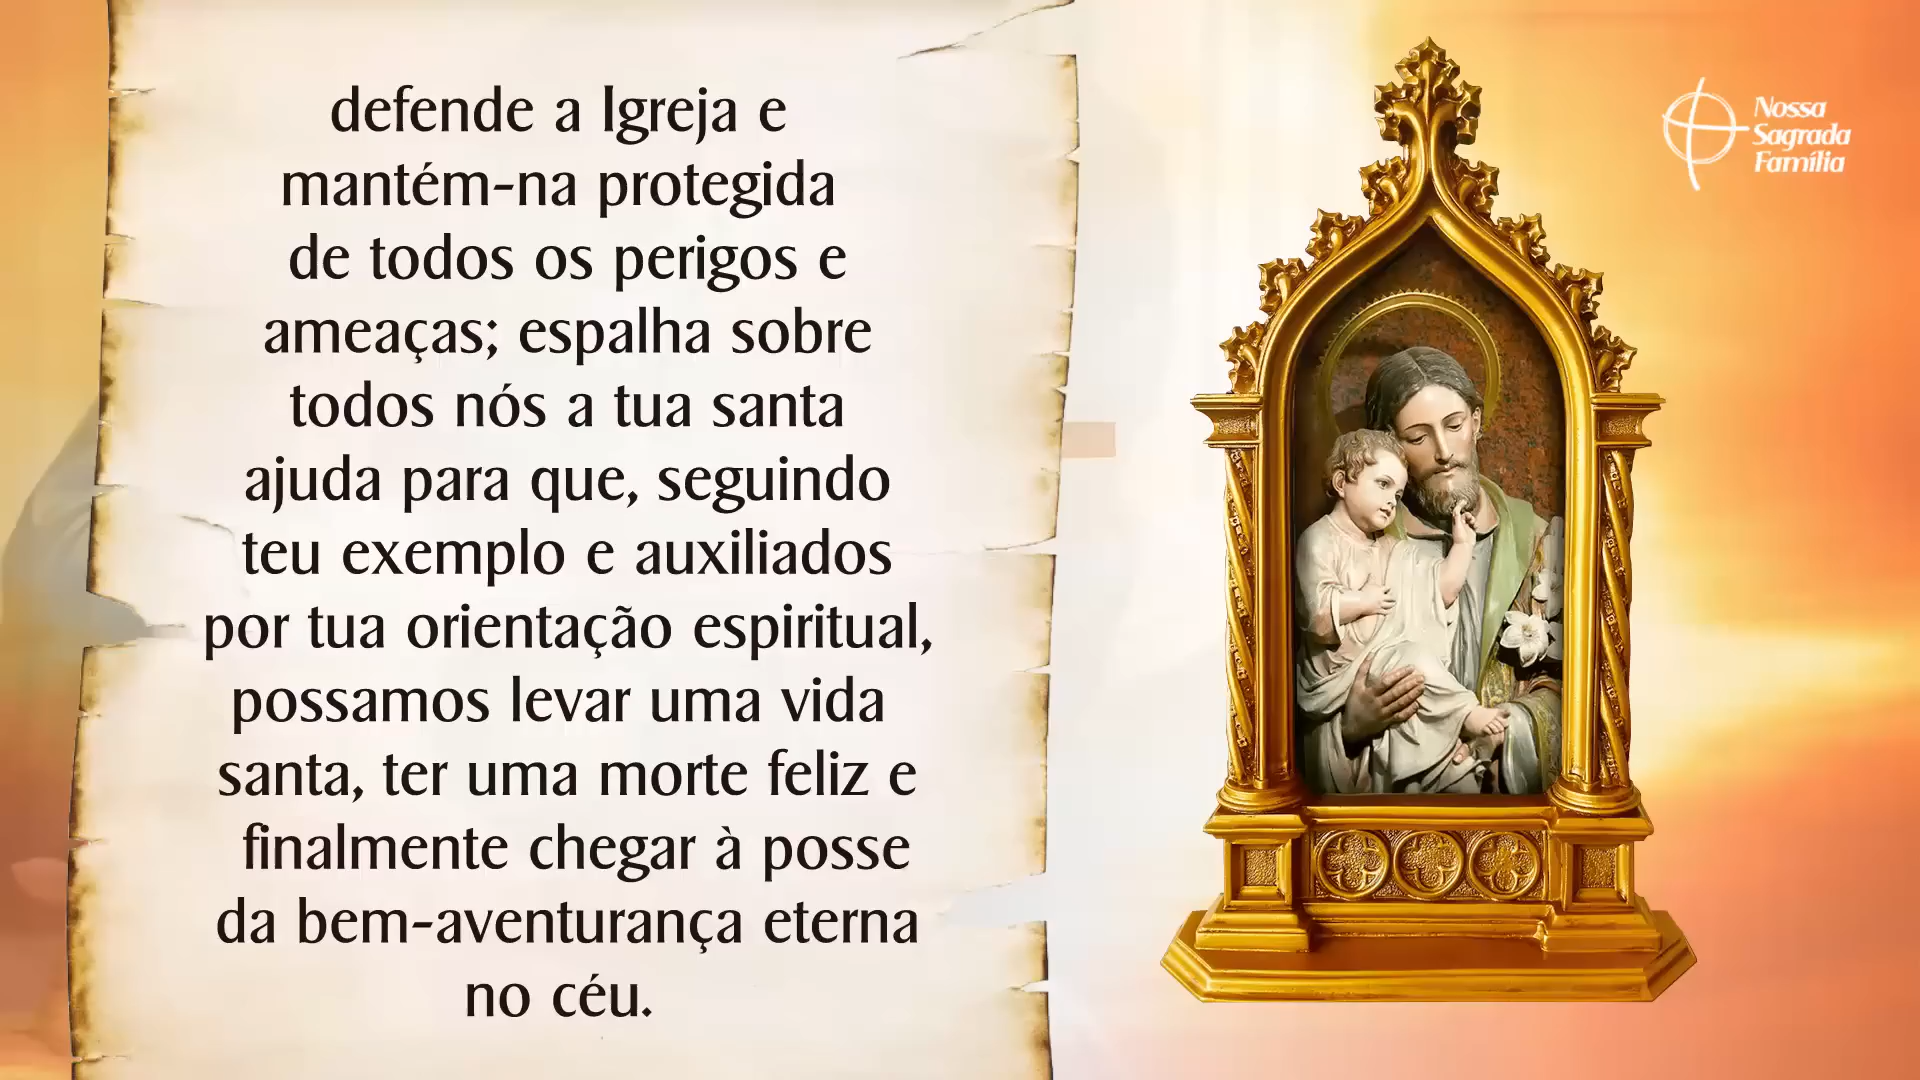 defende a Igreja e
mantém-na protegida
de todos os perigos e
ameaças; espalha sobre
todos nós a tua santa
ajuda para que, seguindo
teu exemplo e auxiliados
por tua orientação espiritual,
possamos levar uma vida
santa, ter uma morte feliz e
finalmente chegar à posse
da bem-aventurança eterna
no céu.
Nossa
Sagrada
Família